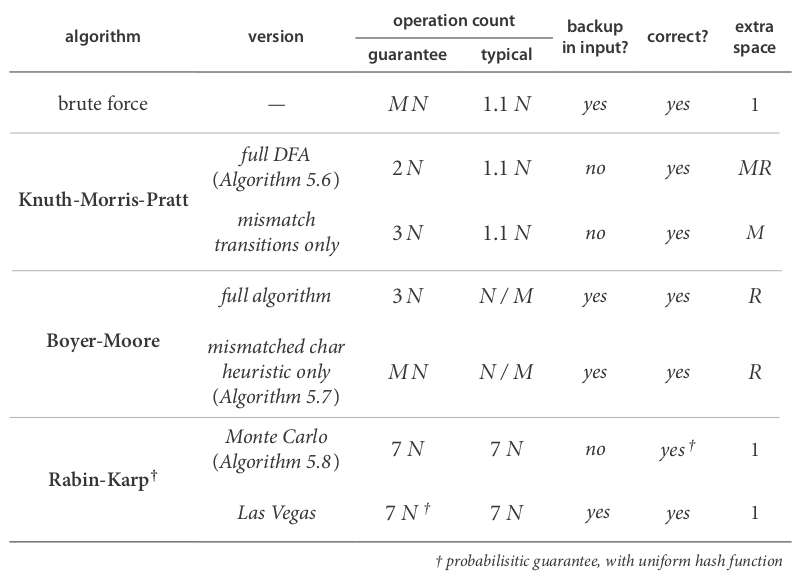 algorithm version operation count backup in input? correct? extra space
guarantee typical
brute force — MN 1.1 N yes yes 1
Knuth-Morris-Pratt
full DFA
(Algorithm 5.6) 2 N 1.1 N no yes MR
mismatch
transitions only 3 N 1.1 N no yes M
Boyer-Moore
full algorithm 3 N N / M yes yes R
mismatched char
heuristic only
(Algorithm 5.7) MN N / M yes yes R
Rabin-Karp†
Monte Carlo
(Algorithm 5.8) 7 N 7 N no yes† 1
Las Vegas 7 N† 7 N yes yes 1
† probabilisitic guarantee, with uniform hash function